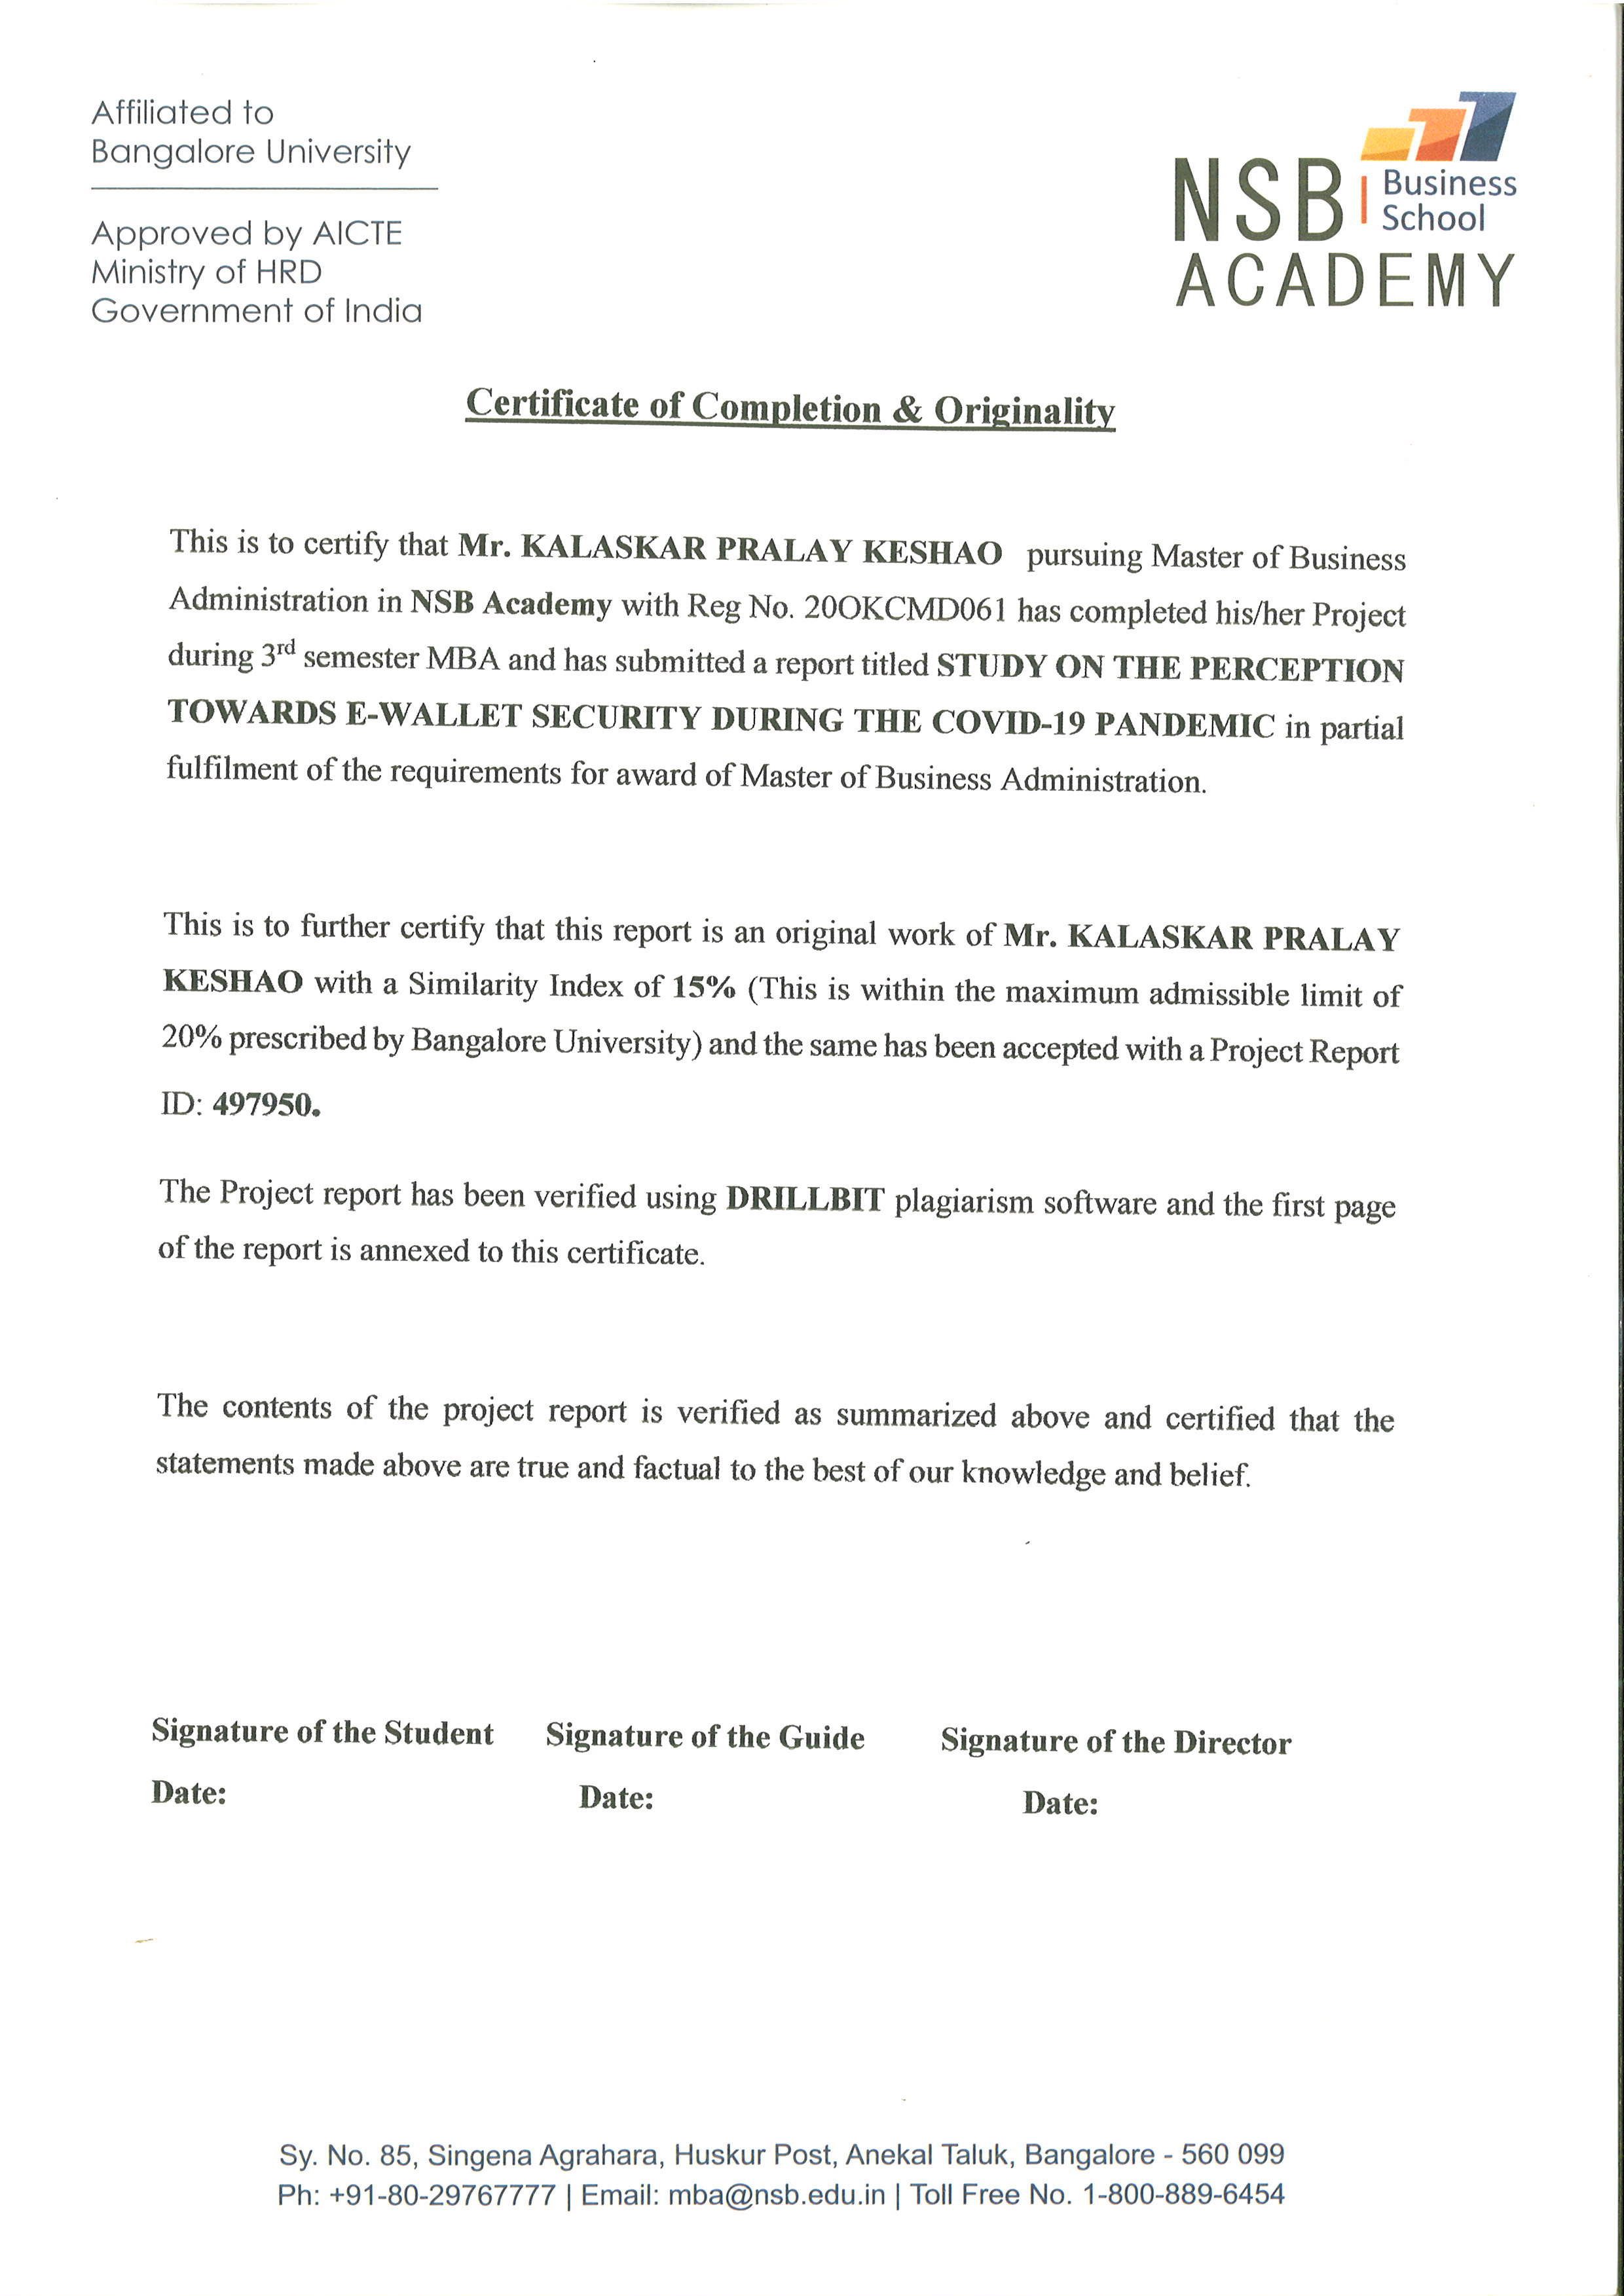 Affiliated to
Bangalore University
Approved by AICTE
Ministry of HRD
Government of India
NSB Business School
ACADEMY
Certificate of Completion & Originality
This is to certify that Mr. KALASKAR PRALAY KESHAO pursuing Master of Business
Administration in NSB Academy with Reg No. 20OKCMD061 has completed his/her Project
during 3rd semester MBA and has submitted a report titled STUDY ON THE PERCEPTION
TOWARDS E-WALLET SECURITY DURING THE COVID-19 PANDEMIC in partial
fulfilment of the requirements for award of Master of Business Administration.
This is to further certify that this report is an original work of Mr. KALASKAR PRALAY
KESHAO with a Similarity Index of 15% (This is within the maximum admissible limit of
20% prescribed by Bangalore University) and the same has been accepted with a Project Report
ID: 497950.
The Project report has been verified using DRILLBIT plagiarism software and the first page
of the report is annexed to this certificate.
The contents of the project report is verified as summarized above and certified that the
statements made above are true and factual to the best of our knowledge and belief.
Signature of the Student Signature of the Guide Signature of the Director
Date: Date: Date:
Sy. No. 85, Singena Agrahara, Huskur Post, Anekal Taluk, Bangalore - 560 099
Ph: +91-80-29767777 | Email: mba@nsb.edu.in | Toll Free No. 1-800-889-6454